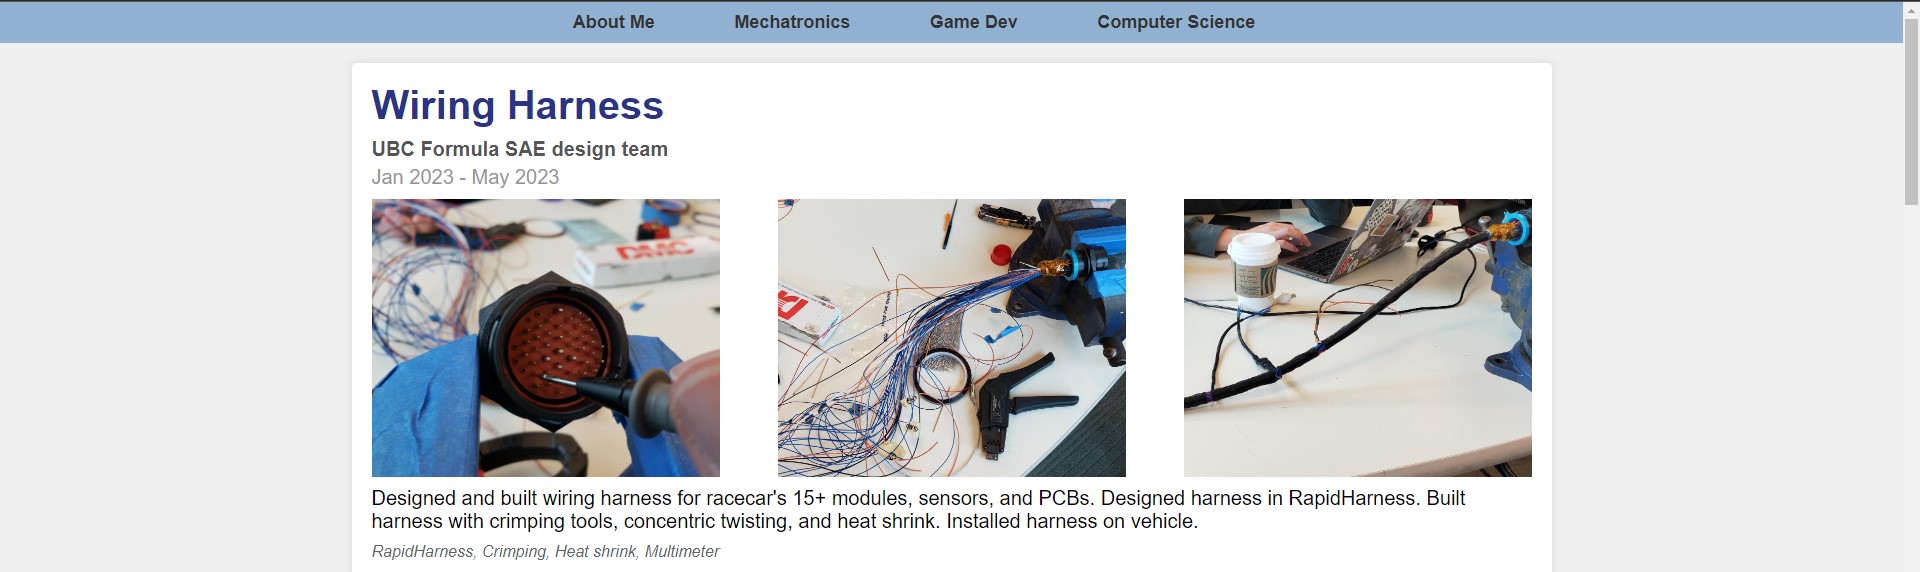 About Me Mechatronics Game Dev Computer Science
Wiring Harness
UBC Formula SAE design team
Jan 2023 - May 2023
DMC
Designed and built wiring harness for racecar's 15+ modules, sensors, and PCBs. Designed harness in RapidHarness. Built
harness with crimping tools, concentric twisting, and heat shrink. Installed harness on vehicle.
RapidHarness, Crimping, Heat shrink, Multimeter